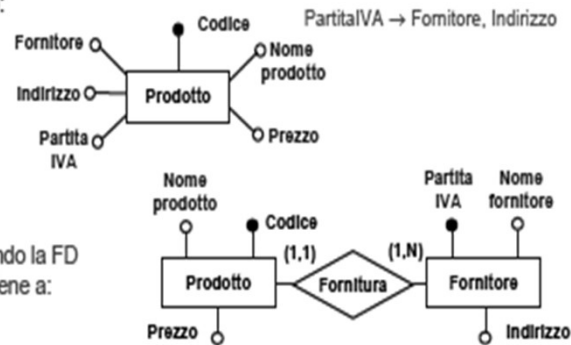 :
PartitaIVA → Fornitore, Indirizzo
Codice
Fornitore
Nome
prodotto
Indirizzo
Prodotto
Partita
IVA
Prezzo
Nome
prodotto
Partita
IVA
Nome
fornitore
Codice
ndo la FD
ene a:
(1,1)
(1,N)
Prodotto
Fornitura
Fornitore
Prezzo
Indirizzo